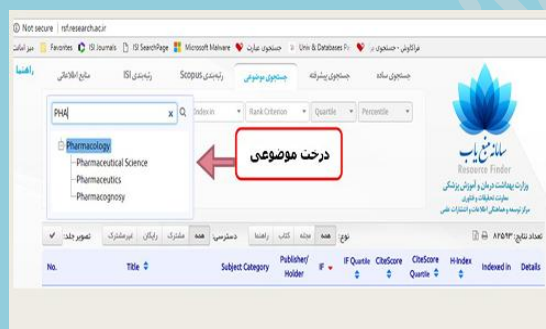 Not secure | rsf.research.ac.ir
Favorites ISI Journals ISI SearchPage Microsoft Malware جستجوی عبارت Univ & Databases
راهنما
منابع اطلاعاتی رتبه‌بندی ISI رتبه‌بندی Scopus جستجوی موضوعی جستجوی پیشرفته جستجوی ساده
PHA x Index in Rank Criterion Quartile Percentile
Pharmacology
Pharmaceutical Science
Pharmaceutics
Pharmacognosy
درخت موضوعی
سامانه منبع یاب
Resource Finder
وزارت بهداشت، درمان و آموزش پزشکی
معاونت تحقیقات و فناوری
مرکز توسعه و هماهنگی اطلاعات و انتشارات علمی
تعداد نتایج: ۸۲۵۹۳
نوع: همه مجله کتاب راهنما دسترسی: همه مشترک رایگان غیرمشترک تصویر جلد:
No. Title Subject Category Publisher/ Holder IF IF Quartile CiteScore CiteScore Quartile H-Index Indexed in Details